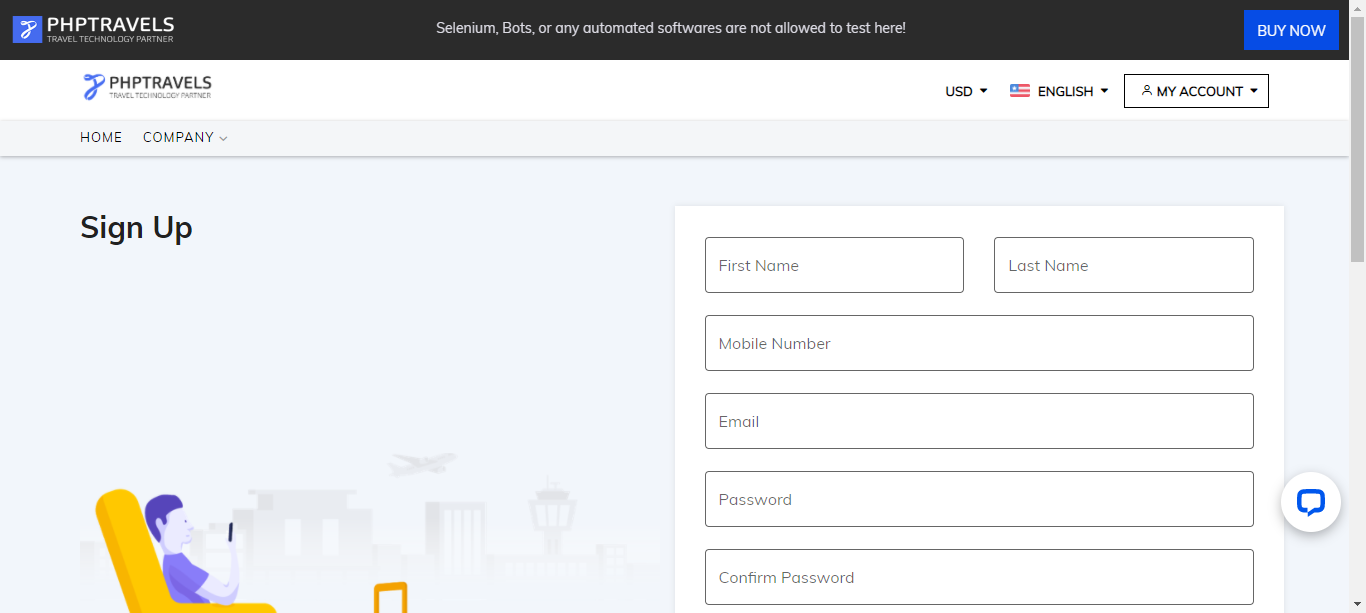 PHPTRAVELS
TRAVEL TECHNOLOGY PARTNER
Selenium, Bots, or any automated softwares are not allowed to test here!
BUY NOW
PHPTRAVELS
TRAVEL TECHNOLOGY PARTNER
USD
ENGLISH
MY ACCOUNT
HOME
COMPANY
Sign Up
First Name
Last Name
Mobile Number
Email
Password
Confirm Password